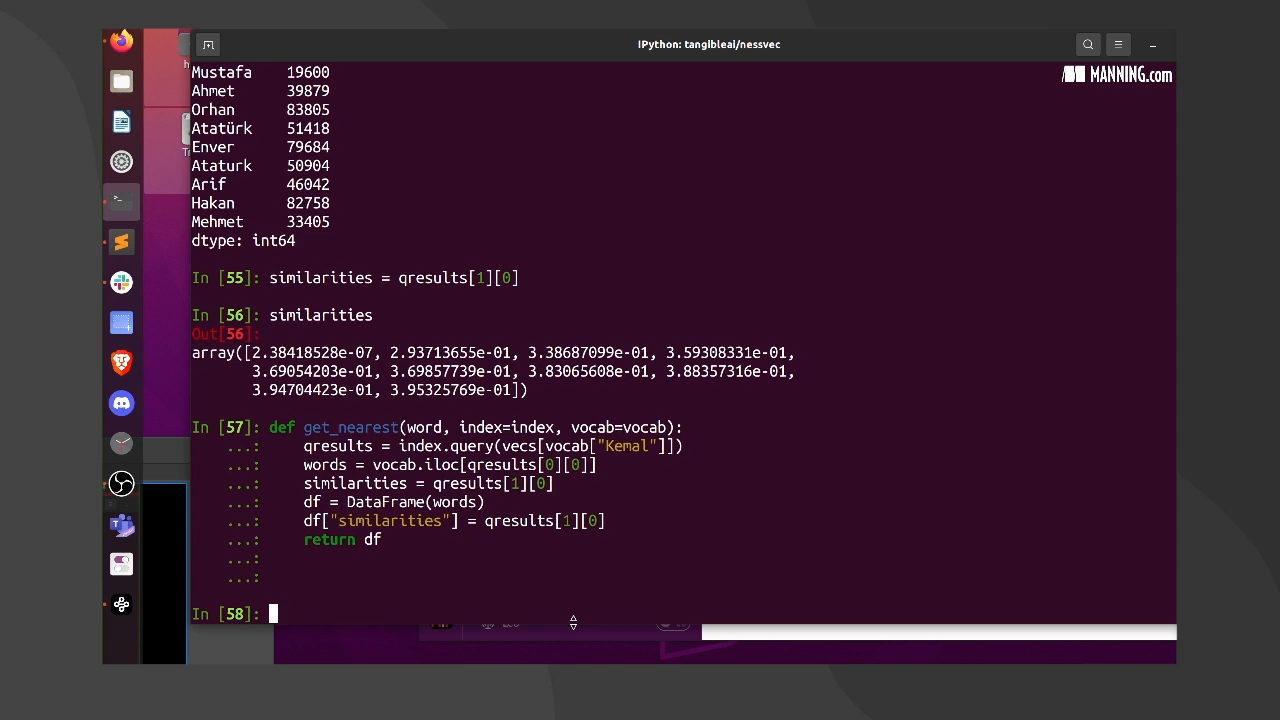 IPython: tangibleai/nessvec
MANNING.com
Mustafa 19600
Ahmet 39879
Orhan 83805
Atatürk 51418
Enver 79684
Ataturk 50904
Arif 46042
Hakan 82758
Mehmet 33405
dtype: int64
In [55]: similarities = qresults[1][0]
In [56]: similarities
Out[56]:
array([2.38418528e-07, 2.93713655e-01, 3.38687099e-01, 3.59308331e-01,
3.69054203e-01, 3.69857739e-01, 3.83065608e-01, 3.88357316e-01,
3.94704423e-01, 3.95325769e-01])
In [57]: def get_nearest(word, index=index, vocab=vocab):
...: qresults = index.query(vecs[vocab["Kemal"]])
...: words = vocab.iloc[qresults[0][0]]
...: similarities = qresults[1][0]
...: df = DataFrame(words)
...: df["similarities"] = qresults[1][0]
...: return df
...:
...:
In [58]: